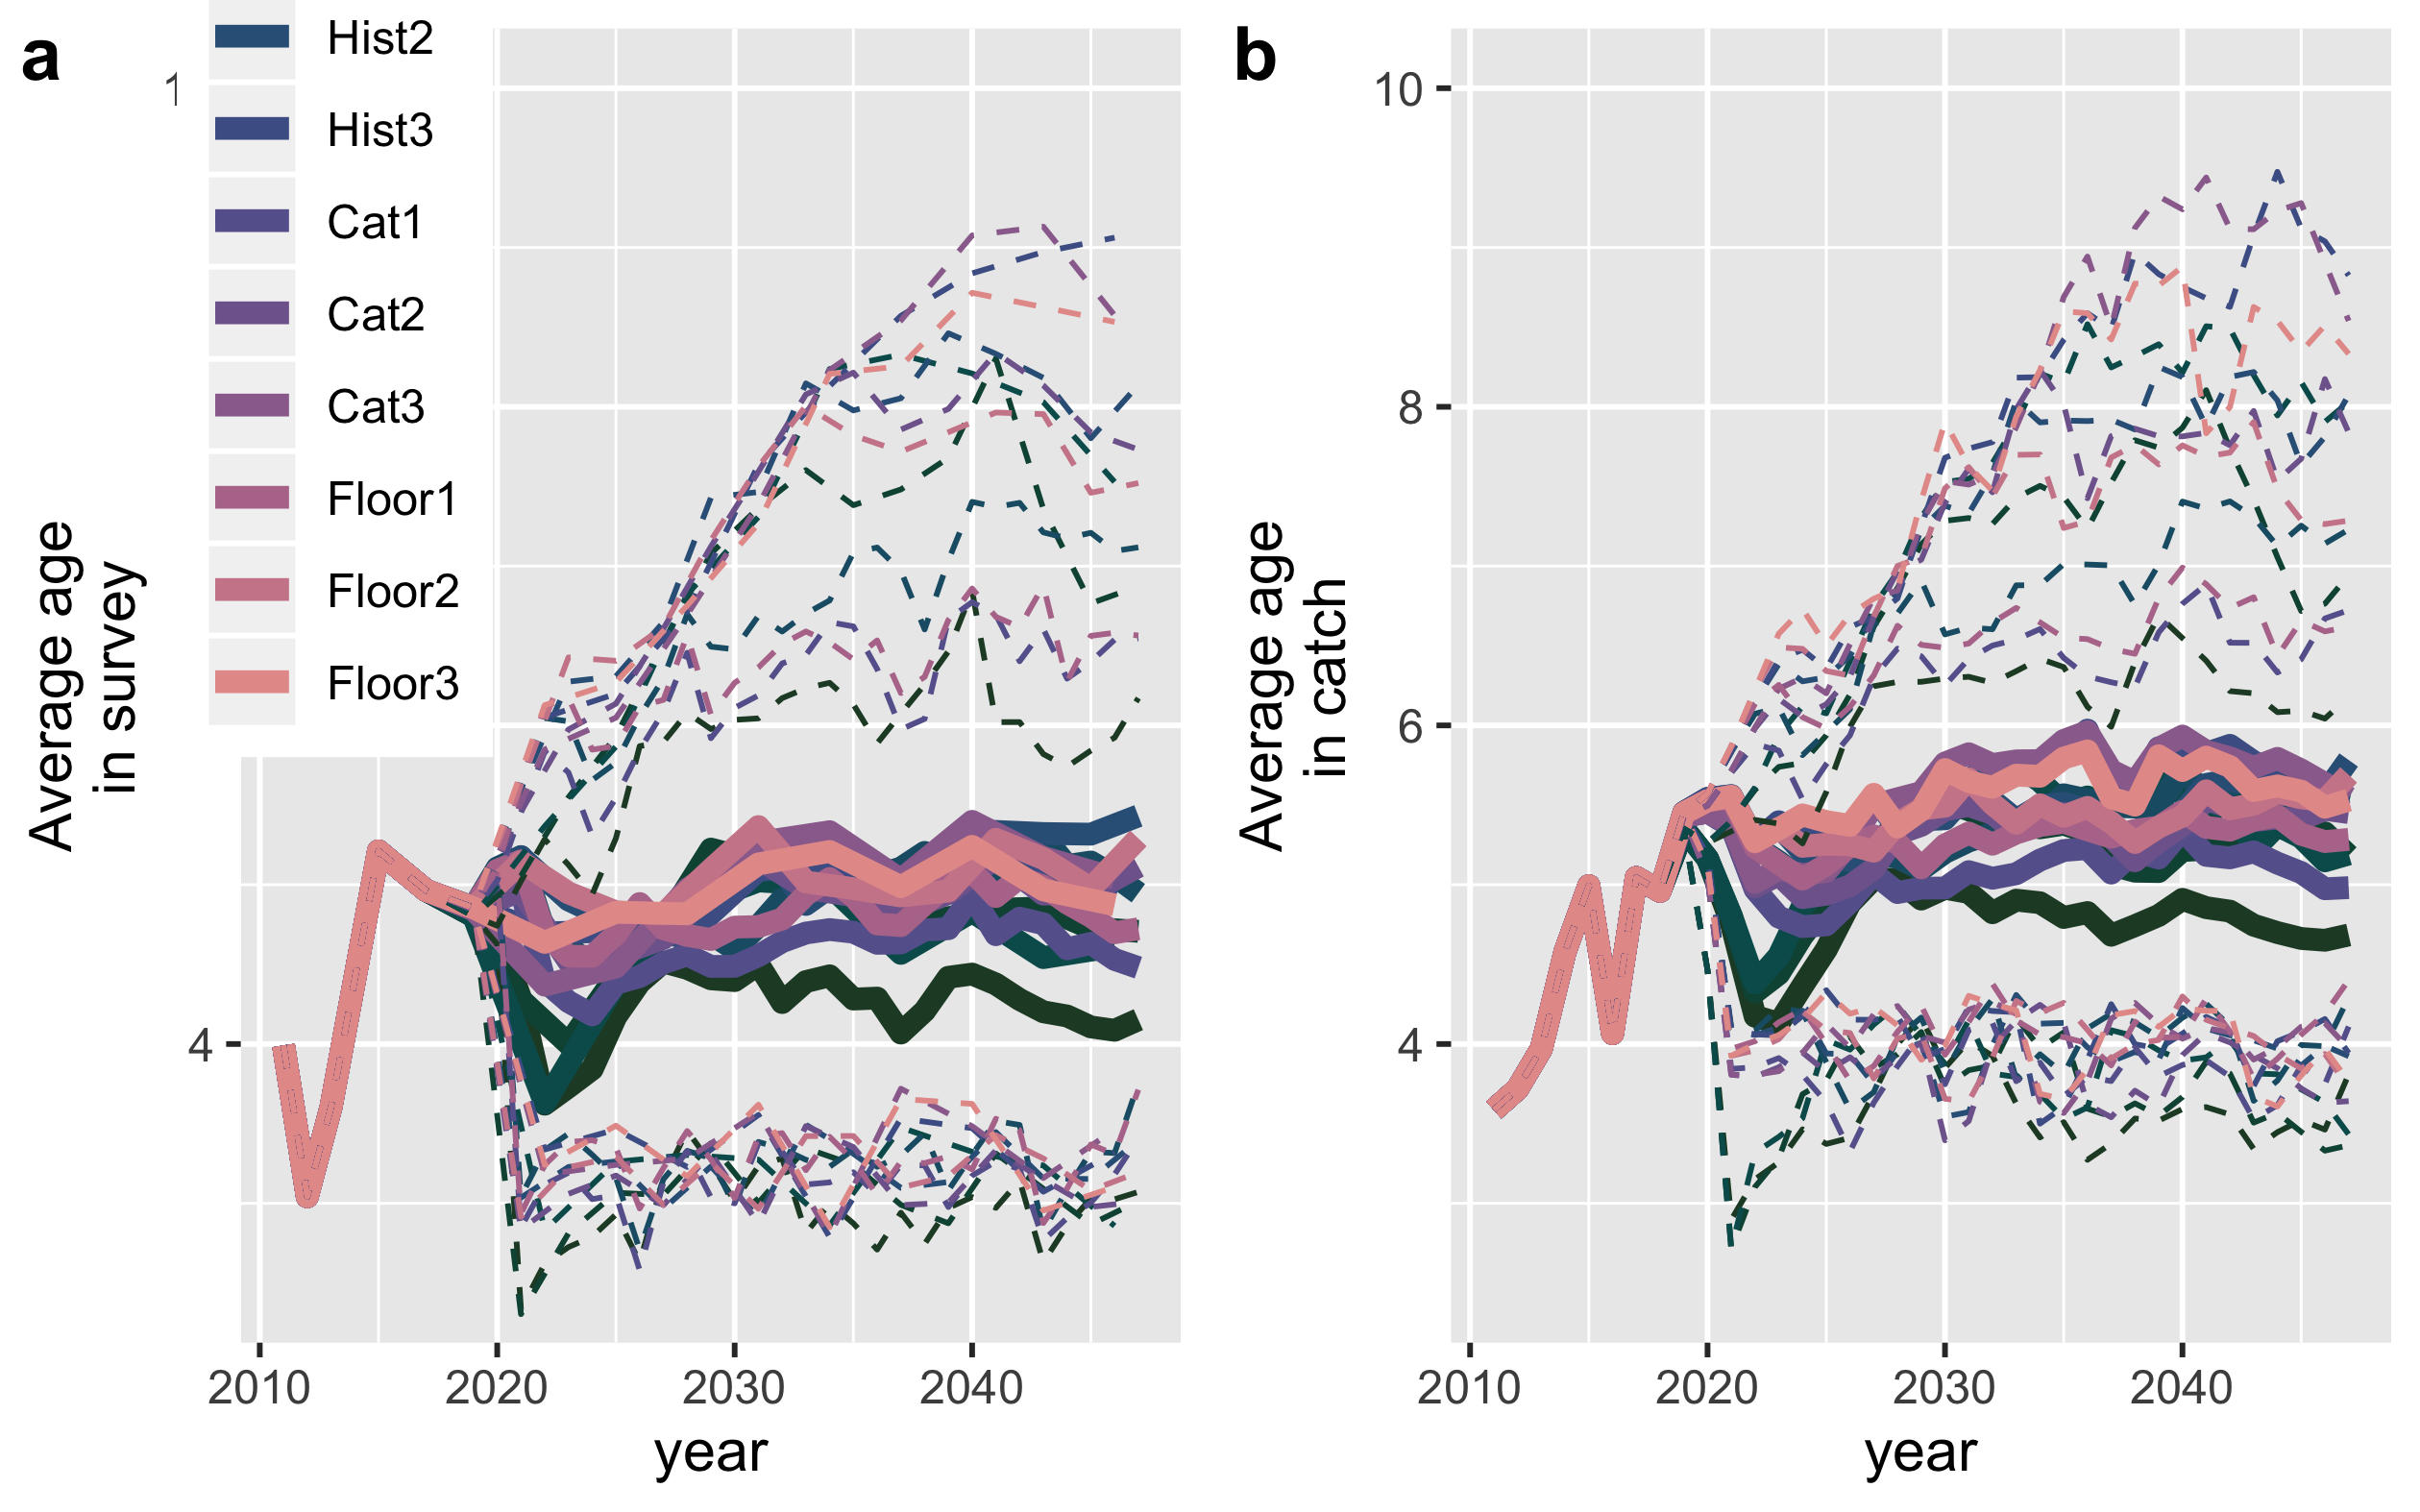 a
Hist2
Hist3
Cat1
Cat2
Cat3
Floor1
Floor2
Floor3
1
4
Average age
in survey
2010 2020 2030 2040
year
b
10
8
6
4
Average age
in catch
2010 2020 2030 2040
year